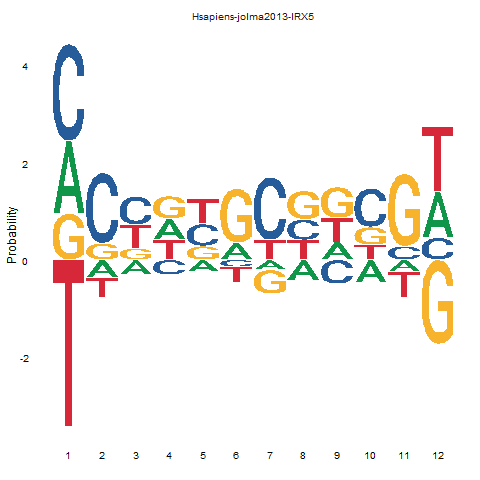 Hsapiens-jolma2013-IRX5
Probability
4
2
0
-2
C A G T
C G A T
C T G A
G A T C
T C G A
G A C T
C T A G
G C T A
G T A C
C G T A
G C A T
T A C G
1 2 3 4 5 6 7 8 9 10 11 12